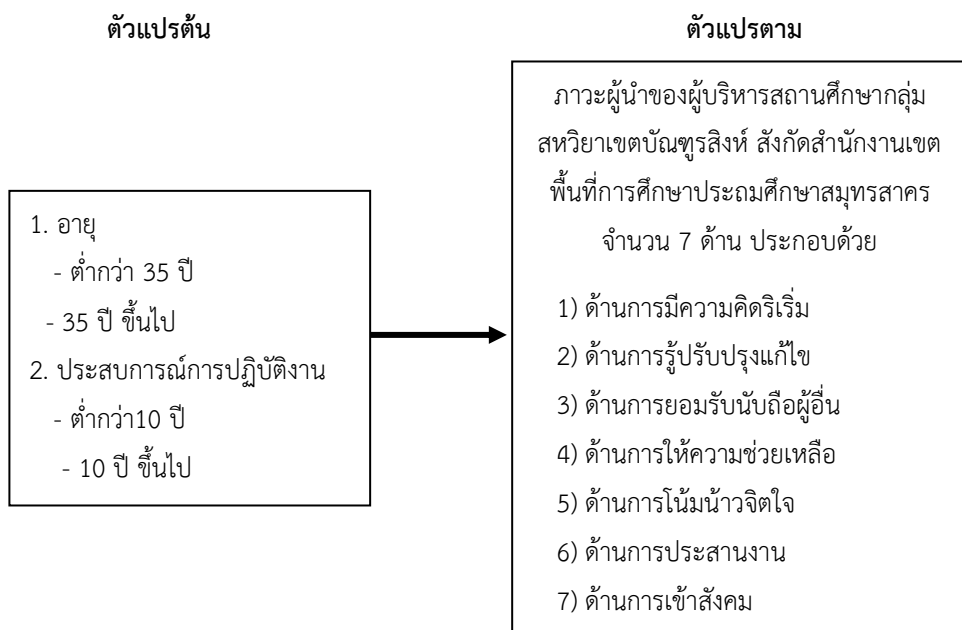 ตัวแปรต้น
ตัวแปรตาม
1. อายุ
- ต่ำกว่า 35 ปี
- 35 ปี ขึ้นไป
2. ประสบการณ์การปฏิบัติงาน
- ต่ำกว่า10 ปี
- 10 ปี ขึ้นไป
ภาวะผู้นำของผู้บริหารสถานศึกษากลุ่ม
สหวิยาเขตบัณฑูรสิงห์ สังกัดสำนักงานเขต
พื้นที่การศึกษาประถมศึกษาสมุทรสาคร
จำนวน 7 ด้าน ประกอบด้วย
1) ด้านการมีความคิดริเริ่ม
2) ด้านการรู้ปรับปรุงแก้ไข
3) ด้านการยอมรับนับถือผู้อื่น
4) ด้านการให้ความช่วยเหลือ
5) ด้านการโน้มน้าวจิตใจ
6) ด้านการประสานงาน
7) ด้านการเข้าสังคม